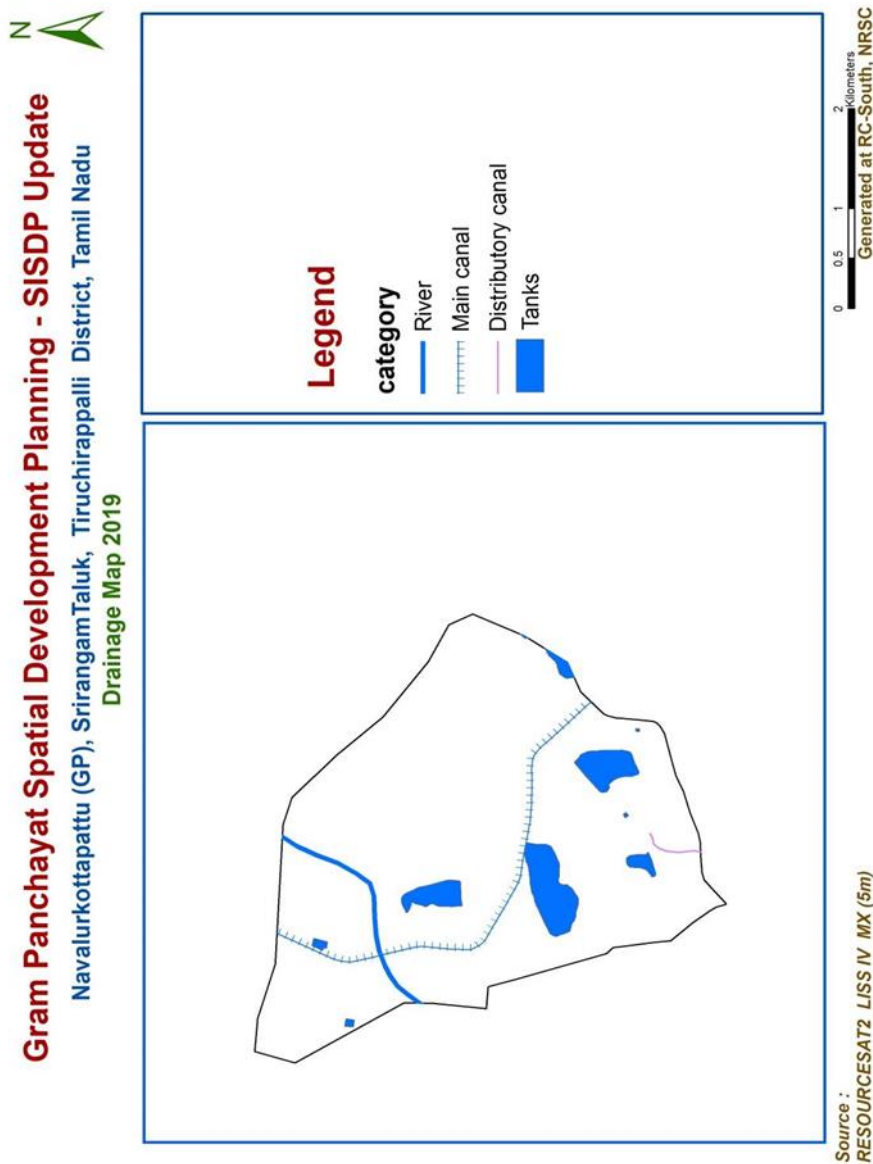 Gram Panchayat Spatial Development Planning - SISDP Update
N
Navalurkottapattu (GP), SrirangamTaluk, Tiruchirappalli District, Tamil Nadu
Drainage Map 2019
Legend
category
River
Main canal
Distributory canal
Tanks
0 0.5 1 2
Kilometers
Source :
RESOURCESAT2 LISS IV MX (5m)
Generated at RC-South, NRSC